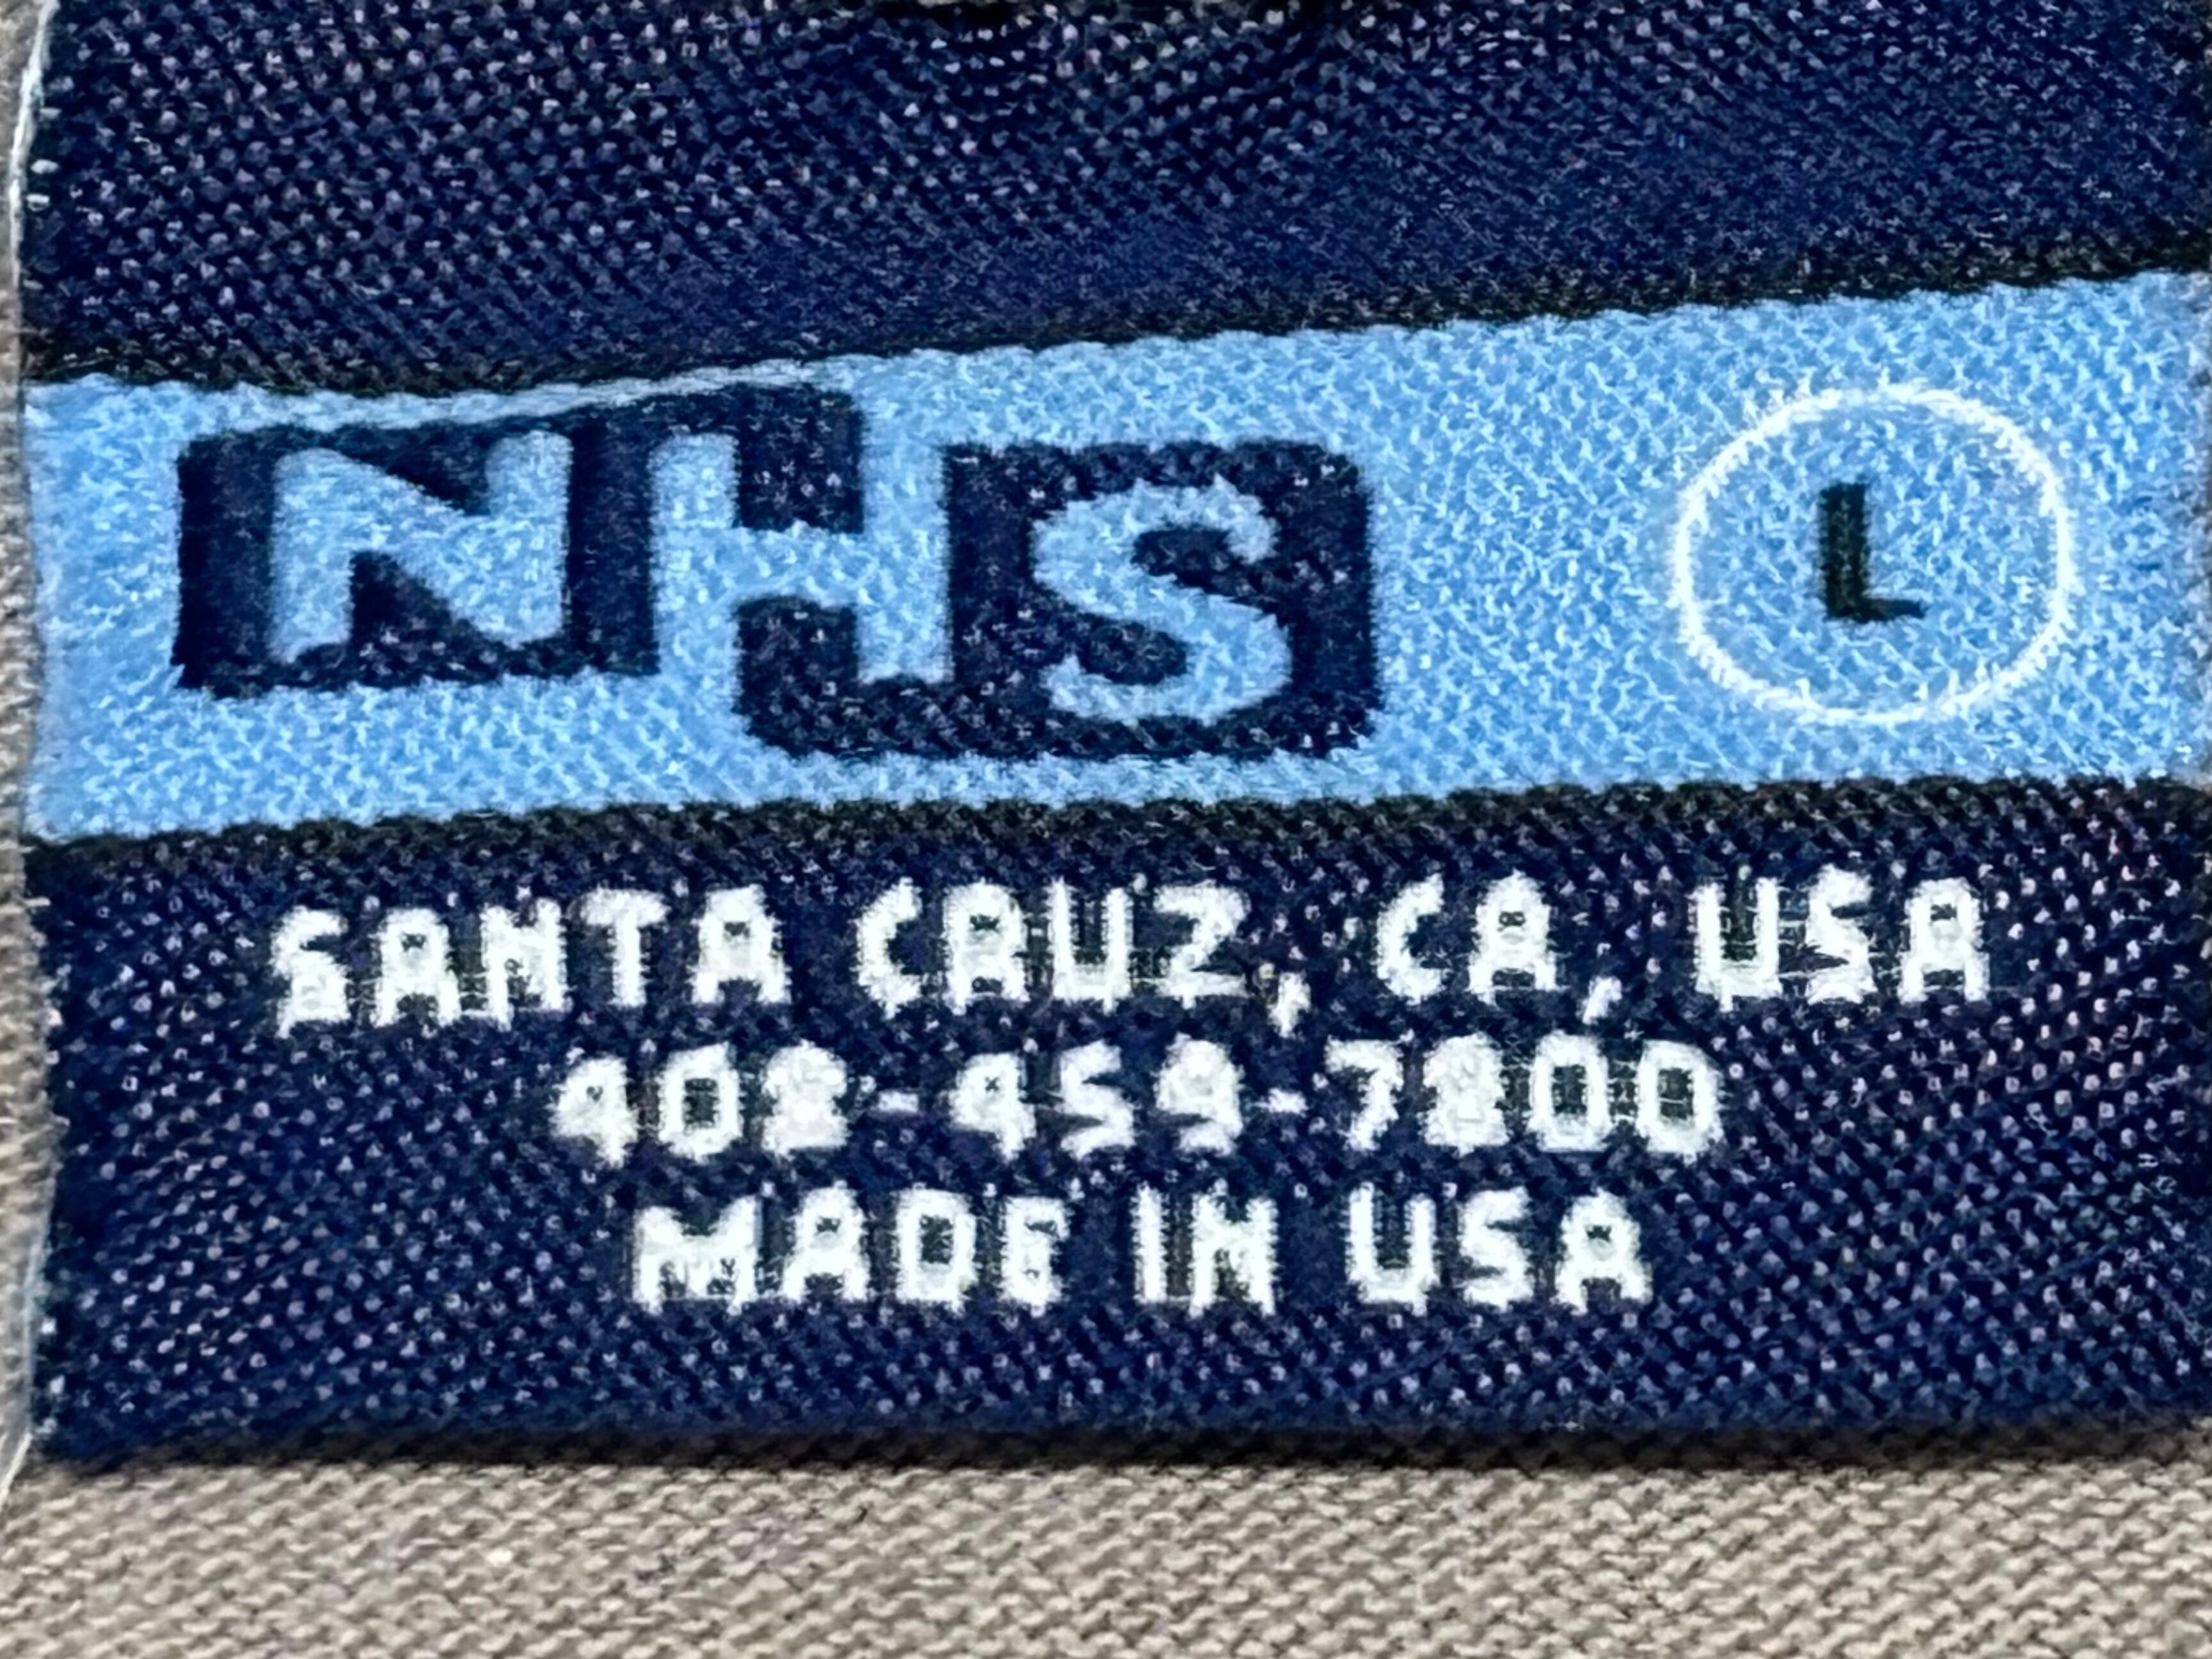 NHS L
SANTA CRUZ, CA, USA
408-459-7800
MADE IN USA